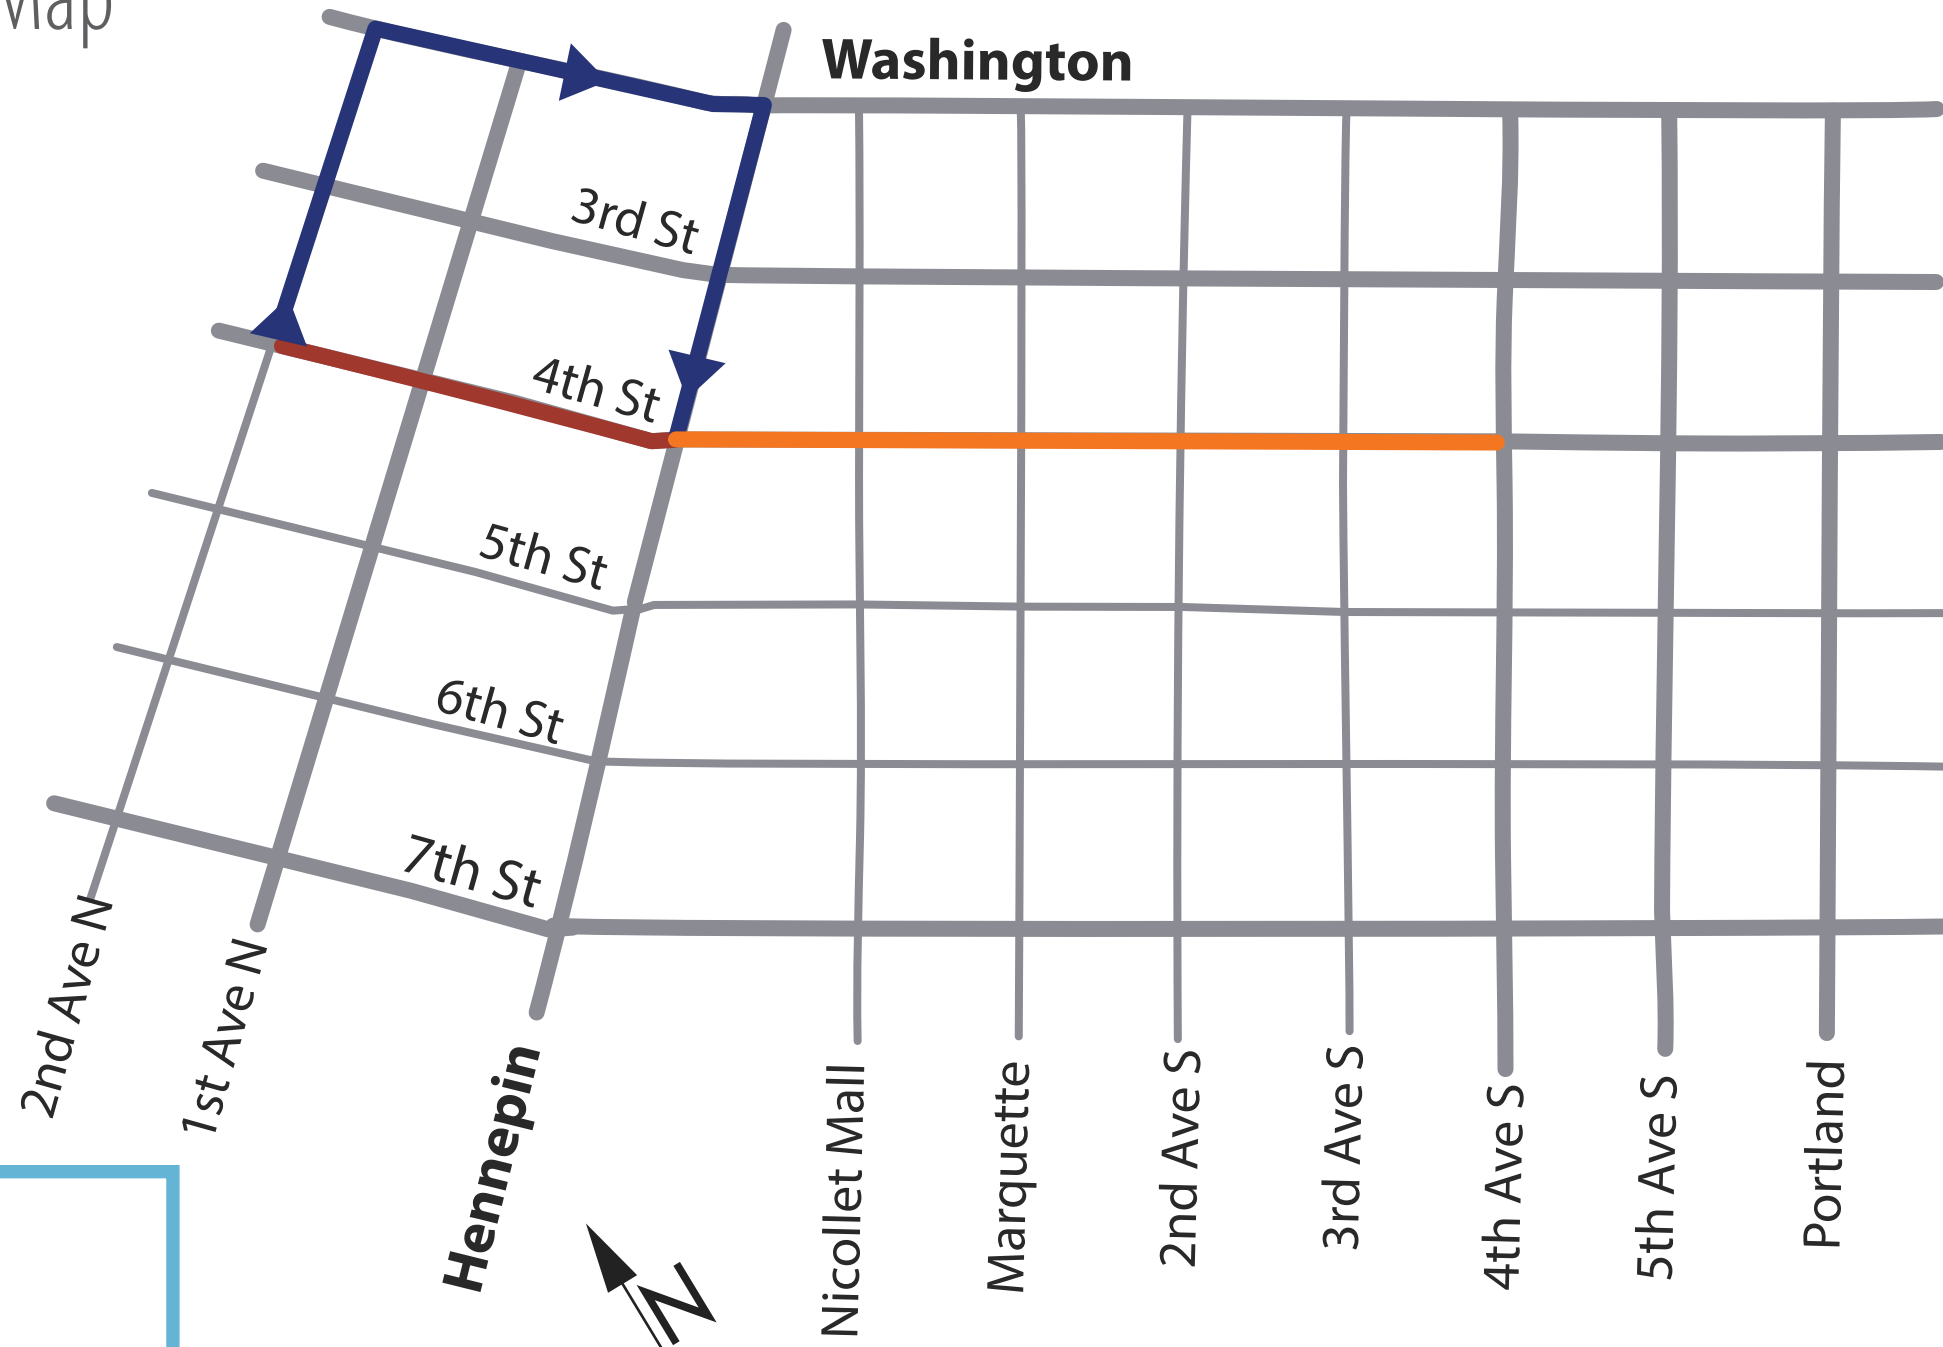 Map
Washington
3rd St
4th St
5th St
6th St
7th St
2nd Ave N
1st Ave N
Hennepin
Nicollet Mall
Marquette
2nd Ave S
3rd Ave S
4th Ave S
5th Ave S
Portland
N